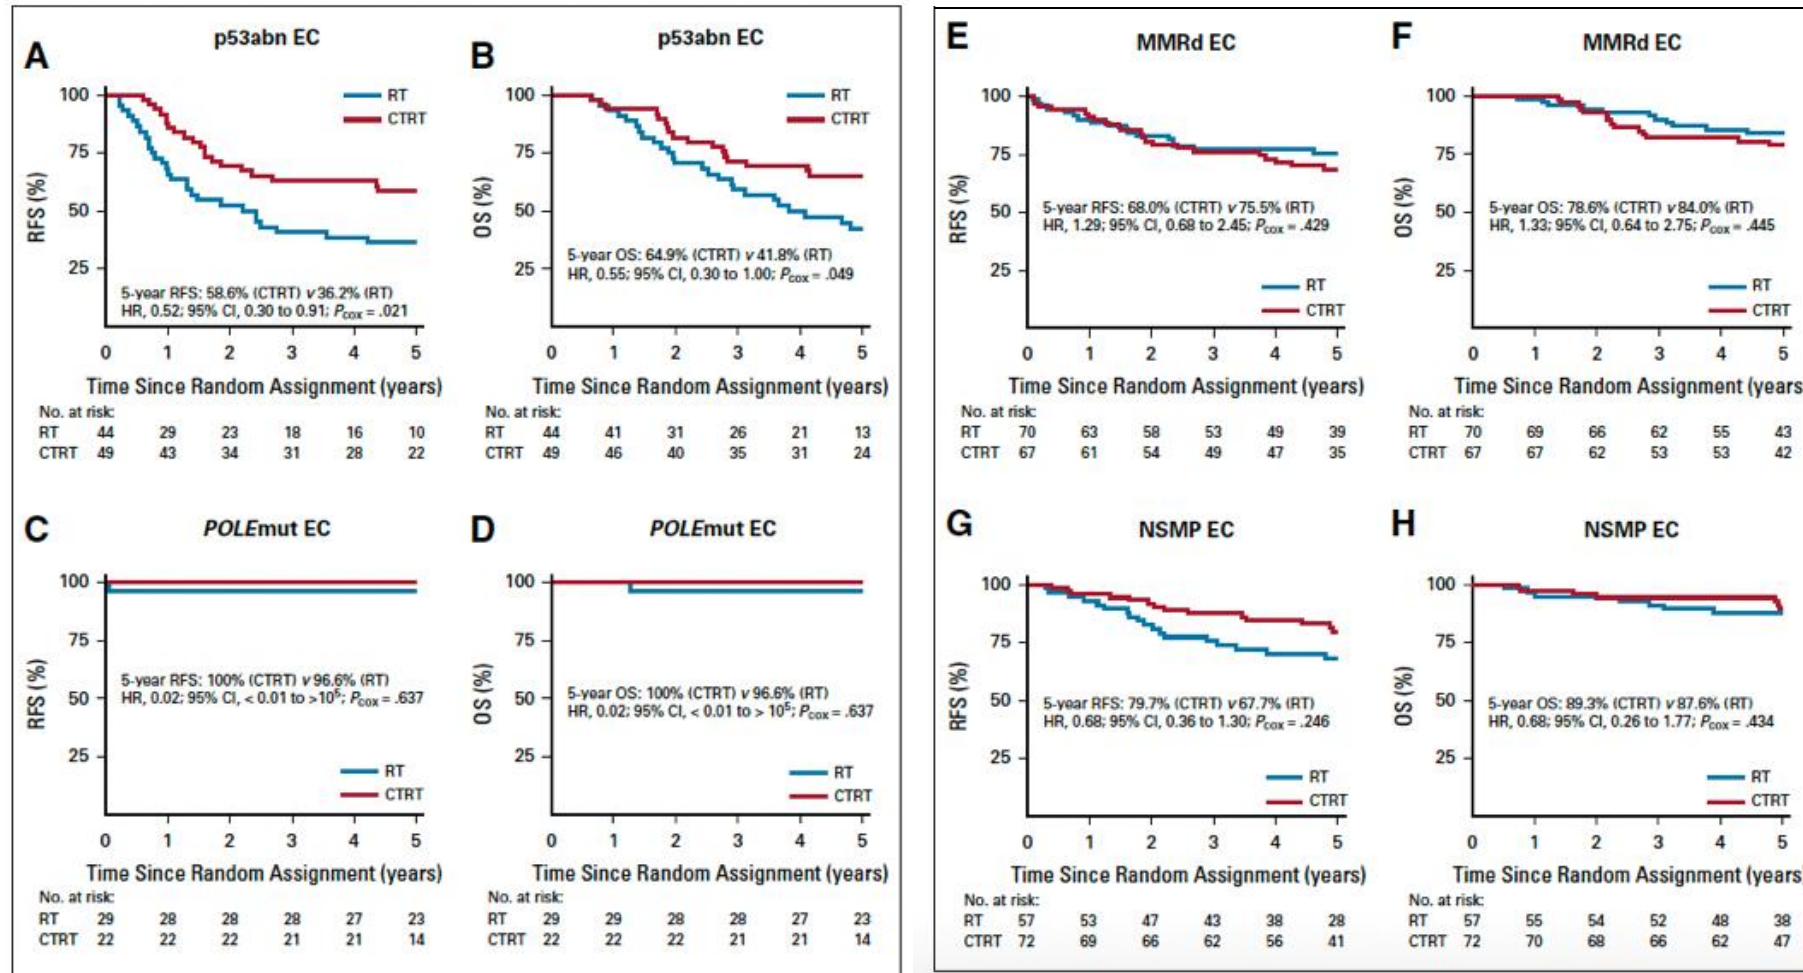 A
p53abn EC
RT
CTRT
100
75
50
25
RFS (%)
5-year RFS: 58.6% (CTRT) v 36.2% (RT)
HR, 0.52; 95% CI, 0.30 to 0.91; Pcox = .021
0 1 2 3 4 5
Time Since Random Assignment (years)
No. at risk:
RT 44 29 23 18 16 10
CTRT 49 43 34 31 28 22
B
p53abn EC
RT
CTRT
100
75
50
25
OS (%)
5-year OS: 64.9% (CTRT) v 41.8% (RT)
HR, 0.55; 95% CI, 0.30 to 1.00; Pcox = .049
0 1 2 3 4 5
Time Since Random Assignment (years)
No. at risk:
RT 44 41 31 26 21 13
CTRT 49 46 40 35 31 24
C
POLEmut EC
100
75
50
25
RFS (%)
5-year RFS: 100% (CTRT) v 96.6% (RT)
HR, 0.02; 95% CI, < 0.01 to >10⁵; Pcox = .637
RT
CTRT
0 1 2 3 4 5
Time Since Random Assignment (years)
No. at risk:
RT 29 28 28 28 27 23
CTRT 22 22 22 21 21 14
D
POLEmut EC
100
75
50
25
OS (%)
5-year OS: 100% (CTRT) v 96.6% (RT)
HR, 0.02; 95% CI, < 0.01 to > 10⁵; Pcox = .637
RT
CTRT
0 1 2 3 4 5
Time Since Random Assignment (years)
No. at risk:
RT 29 29 28 28 27 23
CTRT 22 22 22 21 21 14
E
MMRd EC
100
75
50
25
RFS (%)
5-year RFS: 68.0% (CTRT) v 75.5% (RT)
HR, 1.29; 95% CI, 0.68 to 2.45; Pcox = .429
RT
CTRT
0 1 2 3 4 5
Time Since Random Assignment (years)
No. at risk:
RT 70 63 58 53 49 39
CTRT 67 61 54 49 47 35
F
MMRd EC
100
75
50
25
OS (%)
5-year OS: 78.6% (CTRT) v 84.0% (RT)
HR, 1.33; 95% CI, 0.64 to 2.75; Pcox = .445
RT
CTRT
0 1 2 3 4 5
Time Since Random Assignment (years
No. at risk:
RT 70 69 66 62 55 43
CTRT 67 67 62 53 53 42
G
NSMP EC
100
75
50
25
RFS (%)
5-year RFS: 79.7% (CTRT) v 67.7% (RT)
HR, 0.68; 95% CI, 0.36 to 1.30; Pcox = .246
RT
CTRT
0 1 2 3 4 5
Time Since Random Assignment (years)
No. at risk:
RT 57 53 47 43 38 28
CTRT 72 69 66 62 56 41
H
NSMP EC
100
75
50
25
OS (%)
5-year OS: 89.3% (CTRT) v 87.6% (RT)
HR, 0.68; 95% CI, 0.26 to 1.77; Pcox = .434
RT
CTRT
0 1 2 3 4 5
Time Since Random Assignment (years
No. at risk:
RT 57 55 54 52 48 38
CTRT 72 70 68 66 62 47